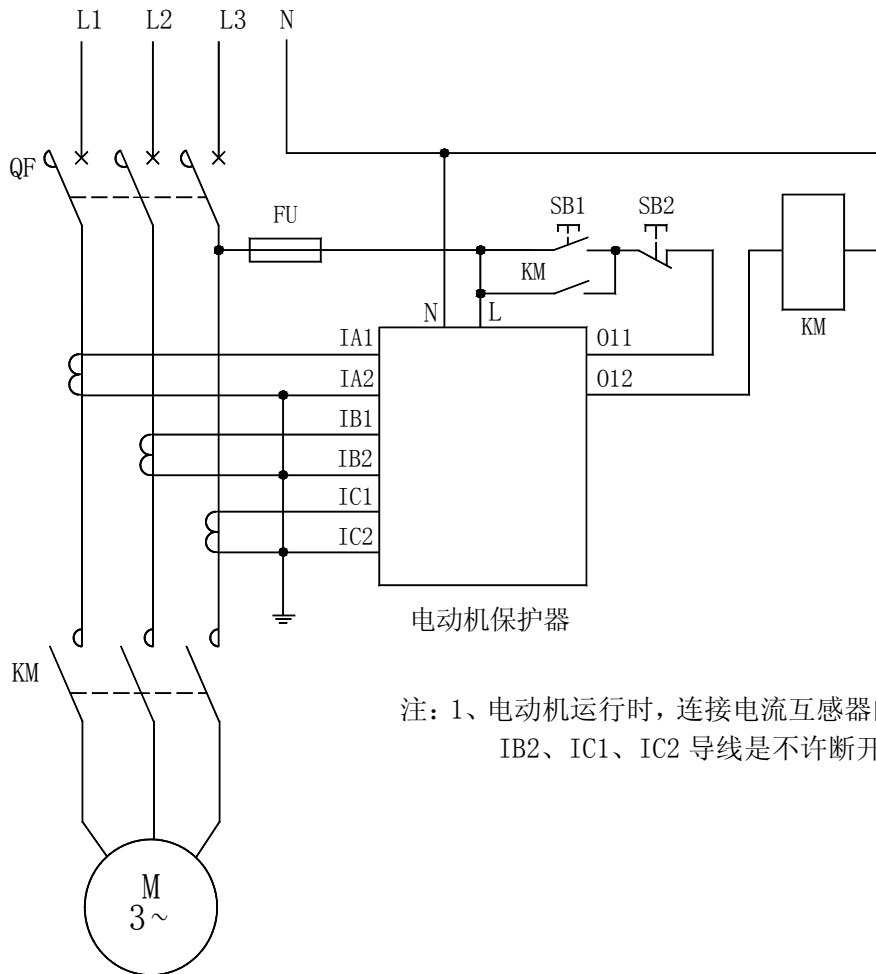 L1 L2 L3 N
QF
FU
SB1 SB2
KM
KM
N L
IA1
IA2
IB1
IB2
IC1
IC2
O11
O12
电动机保护器
KM
注: 1、电动机运行时, 连接电流互感器
IB2、IC1、IC2 导线是不许断开
M
3~